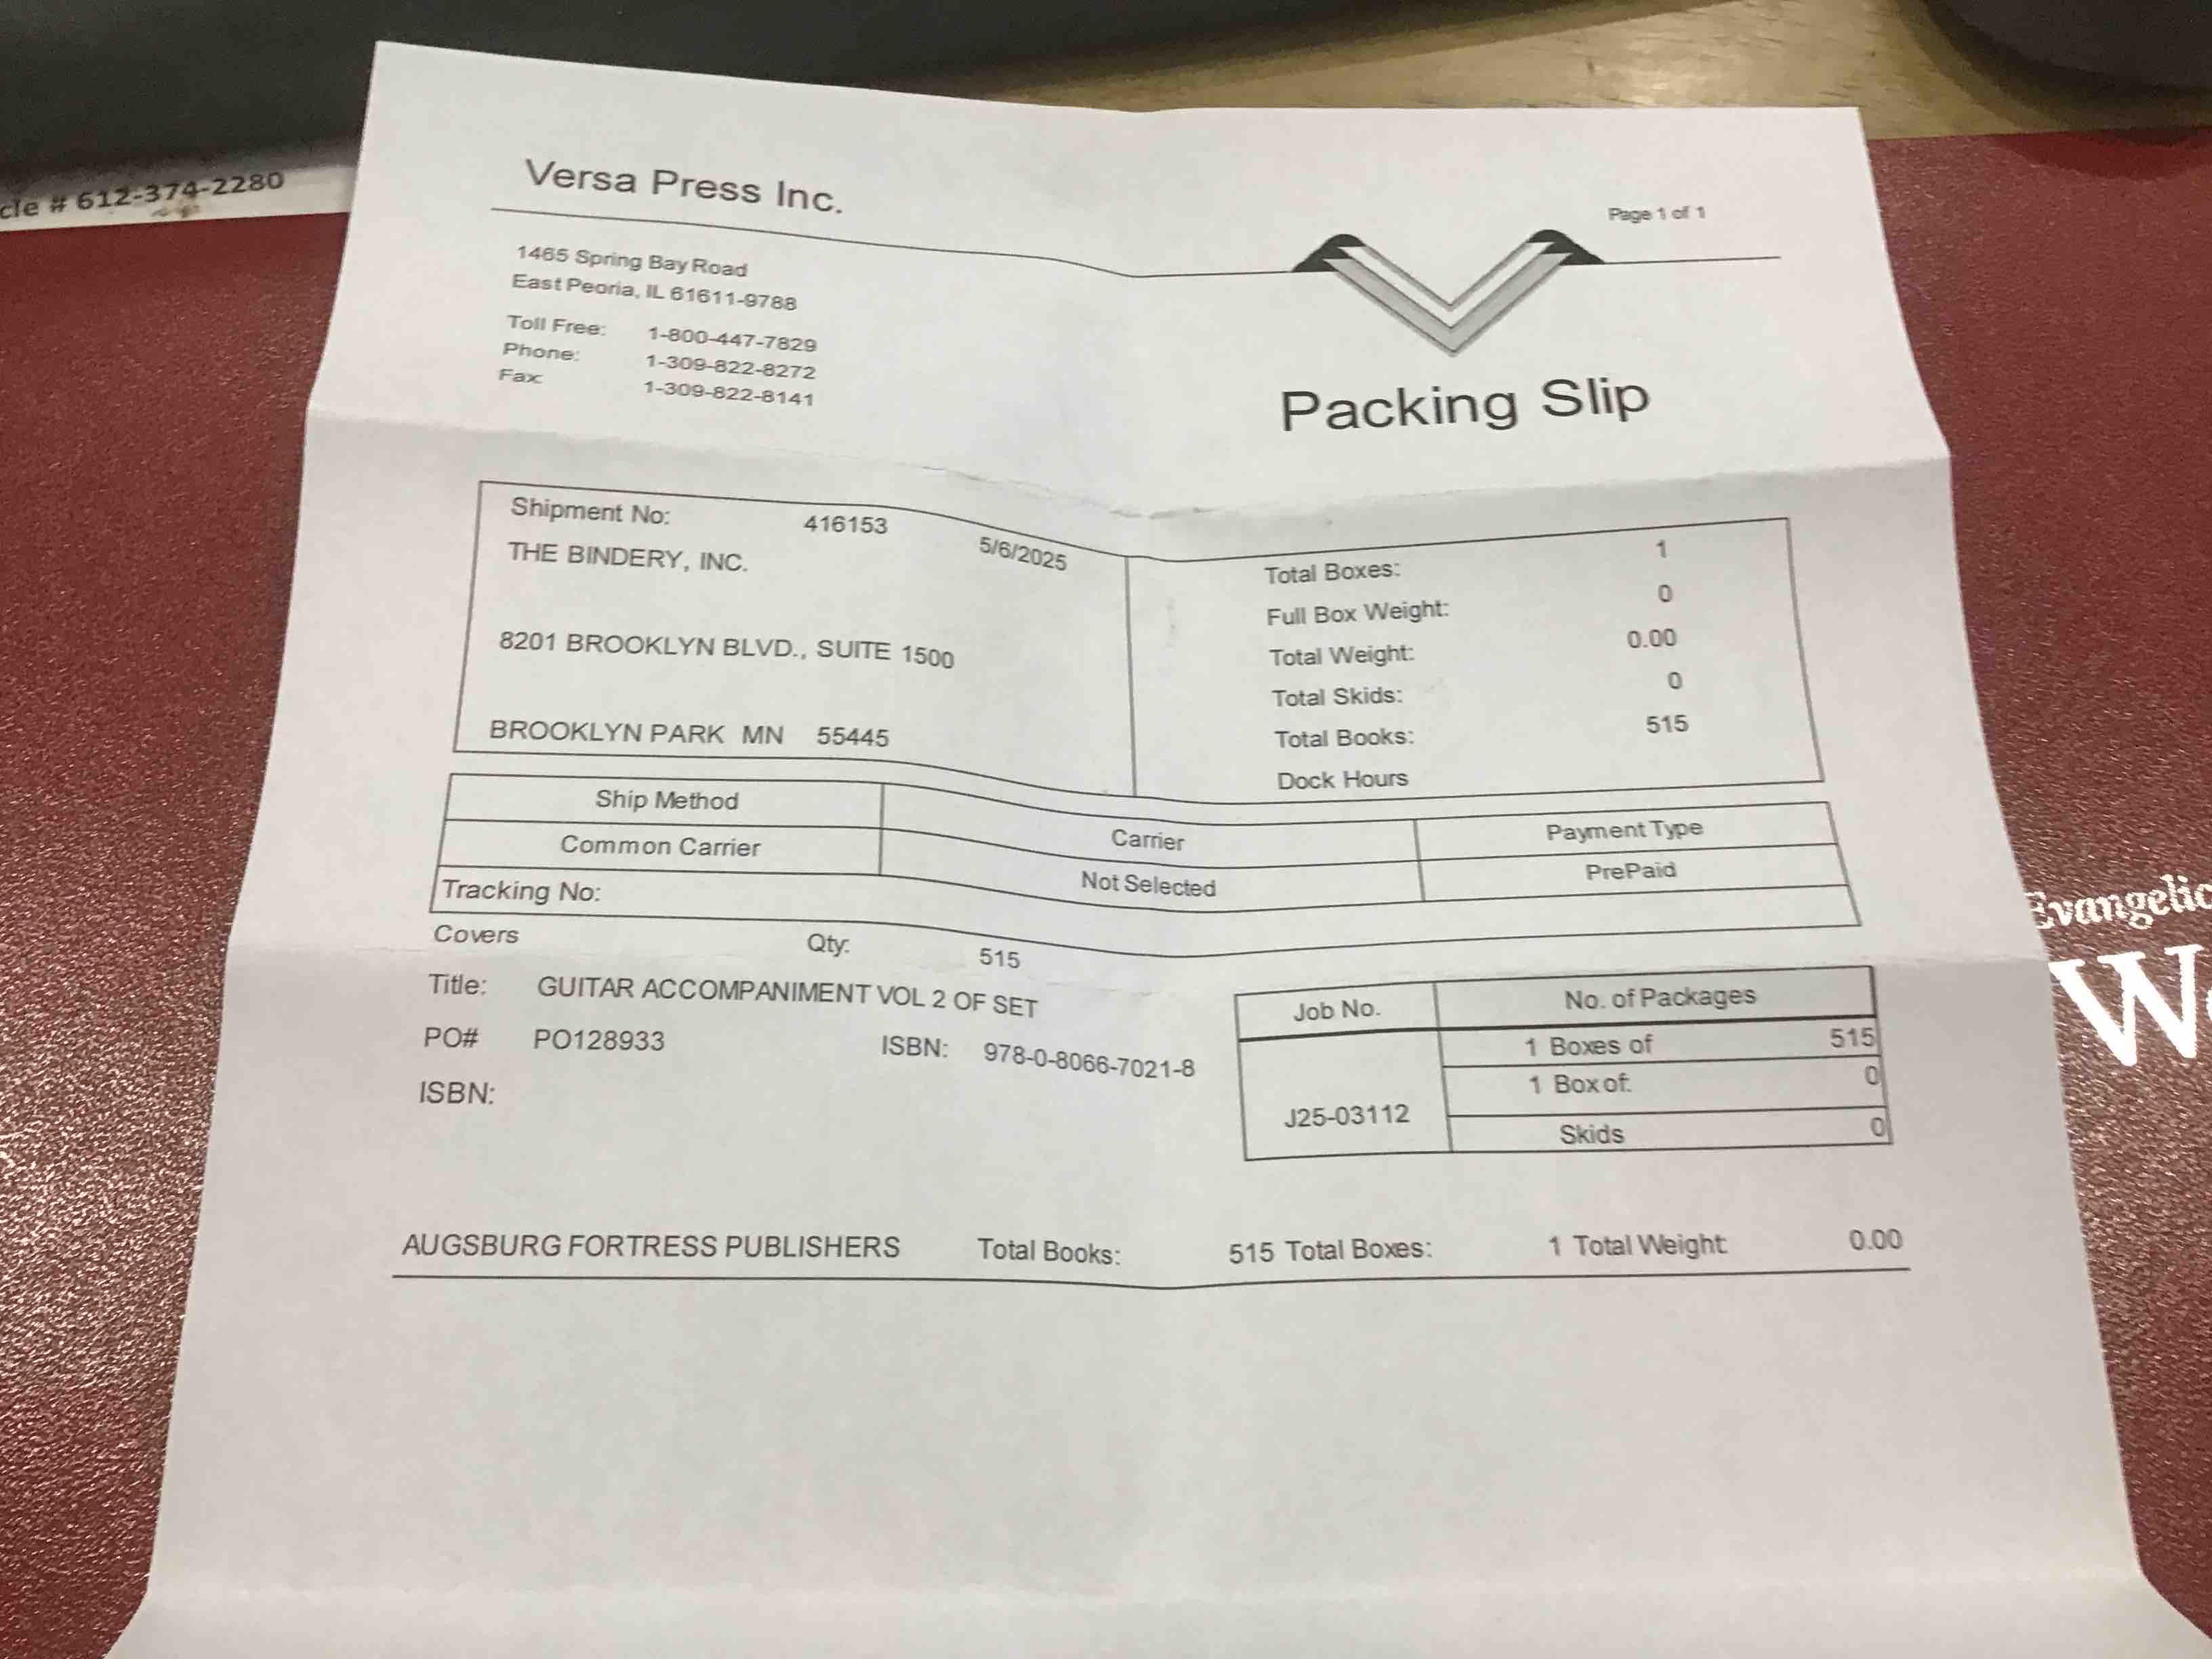 cle # 612-374-2280
Versa Press Inc.
Page 1 of 1
1465 Spring Bay Road
East Peoria, IL 61611-9788
Toll Free: 1-800-447-7829
Phone: 1-309-822-8272
Fax: 1-309-822-8141
Packing Slip
Shipment No: 416153 5/6/2025
THE BINDERY, INC.
8201 BROOKLYN BLVD., SUITE 1500
BROOKLYN PARK MN 55445
Total Boxes: 1
Full Box Weight: 0
Total Weight: 0.00
Total Skids: 0
Total Books: 515
Dock Hours
Ship Method Carrier Payment Type
Common Carrier Not Selected PrePaid
Tracking No:
Covers Qty: 515
Title: GUITAR ACCOMPANIMENT VOL 2 OF SET
PO# PO128933 ISBN: 978-0-8066-7021-8
ISBN:
Job No. No. of Packages
1 Boxes of 515
1 Box of: 0
J25-03112
Skids 0
AUGSBURG FORTRESS PUBLISHERS Total Books: 515 Total Boxes: 1 Total Weight: 0.00
Evangelic